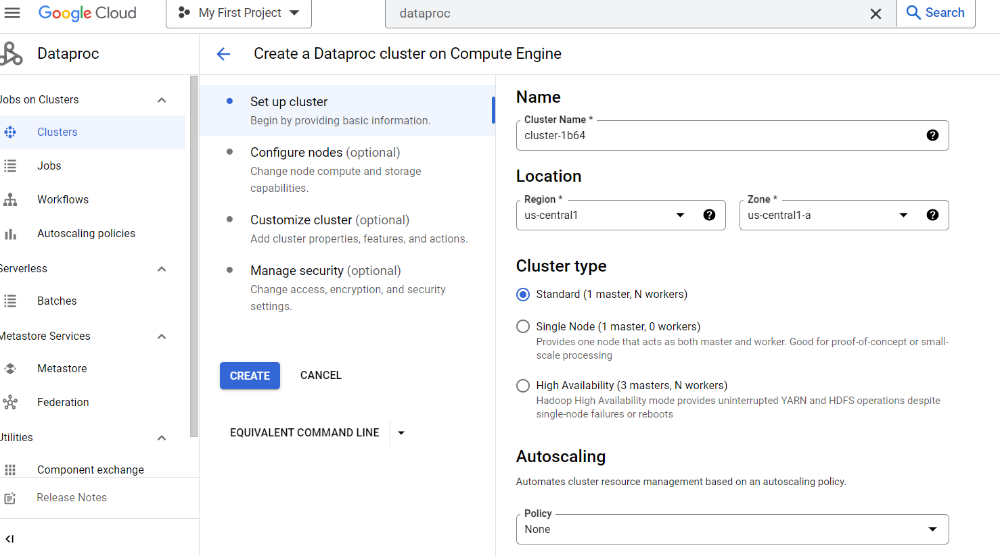 Google Cloud
My First Project
dataproc
Search
Dataproc
Create a Dataproc cluster on Compute Engine
Jobs on Clusters
Clusters
Jobs
Workflows
Autoscaling policies
Serverless
Batches
Metastore Services
Metastore
Federation
Utilities
Component exchange
Release Notes
Set up cluster
Begin by providing basic information.
Configure nodes (optional)
Change node compute and storage
capabilities.
Customize cluster (optional)
Add cluster properties, features, and actions.
Manage security (optional)
Change access, encryption, and security
settings.
CREATE
CANCEL
EQUIVALENT COMMAND LINE
Name
Cluster Name *
cluster-1b64
Location
Region *
us-central1
Zone *
us-central1-a
Cluster type
Standard (1 master, N workers)
Single Node (1 master, 0 workers)
Provides one node that acts as both master and worker. Good for proof-of-concept or small-
scale processing
High Availability (3 masters, N workers)
Hadoop High Availability mode provides uninterrupted YARN and HDFS operations despite
single-node failures or reboots
Autoscaling
Automates cluster resource management based on an autoscaling policy.
Policy
None